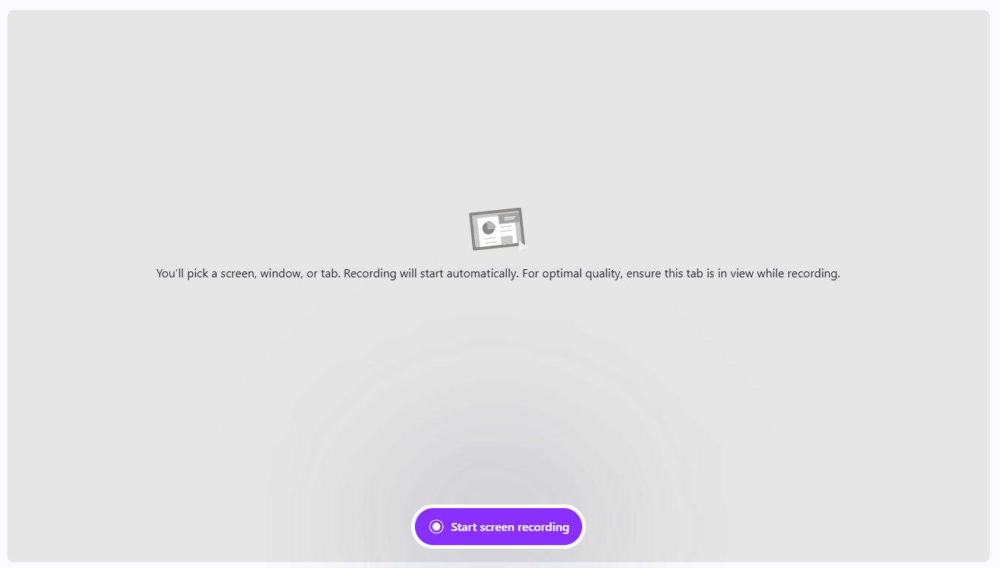 You'll pick a screen, window, or tab. Recording will start automatically. For optimal quality, ensure this tab is in view while recording.
Start screen recording